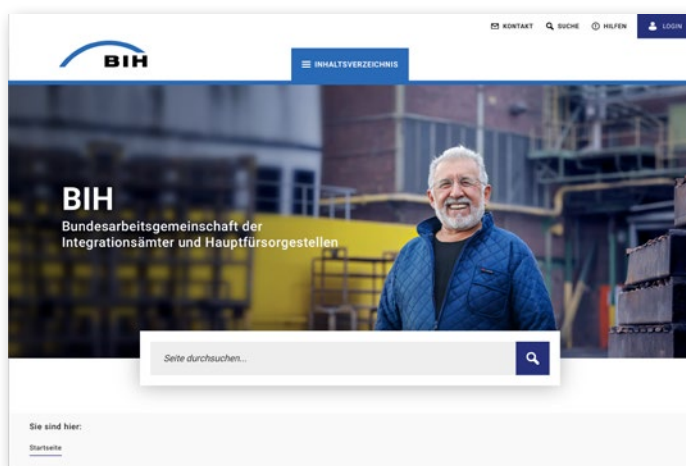 KONTAKT SUCHE HILFEN LOGIN
BIH
INHALTSVERZEICHNIS
BIH
Bundesarbeitsgemeinschaft der
Integrationsämter und Hauptfürsorgestellen
Seite durchsuchen...
Sie sind hier:
Startseite